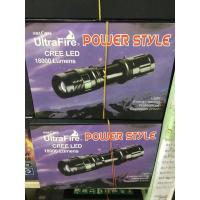 UltraFire
POWER STYLE
CREE LED
18000 Lumens
UltraFire
POWER STYLE
CREE LED
18000 Lumens